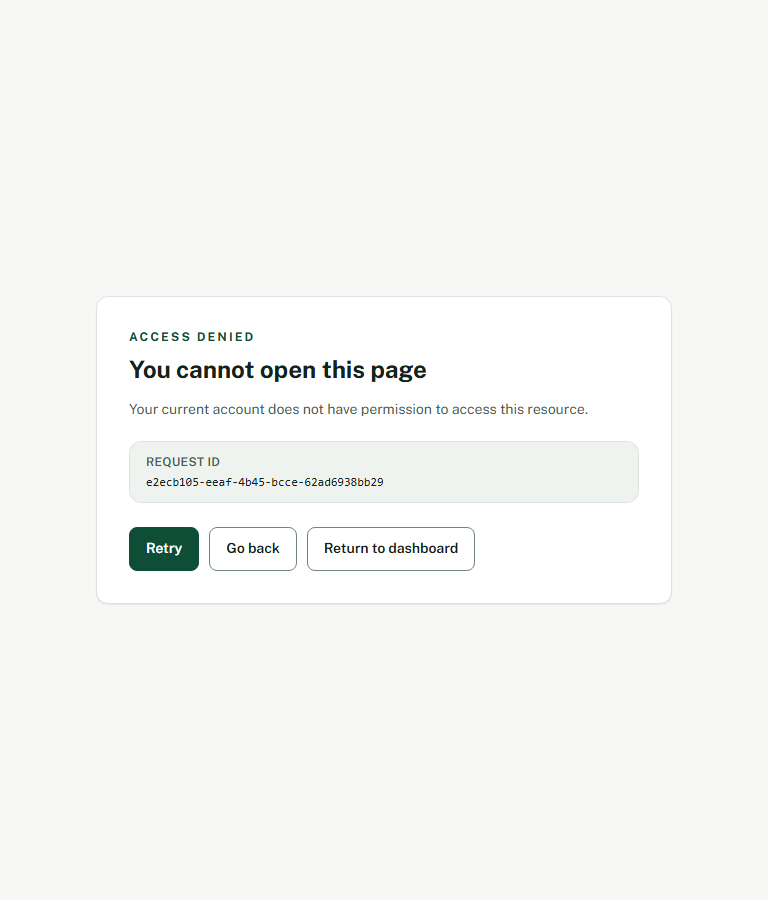 ACCESS DENIED
You cannot open this page
Your current account does not have permission to access this resource.
REQUEST ID
e2ecb105-eeaf-4b45-bcce-62ad6938bb29
Retry
Go back
Return to dashboard